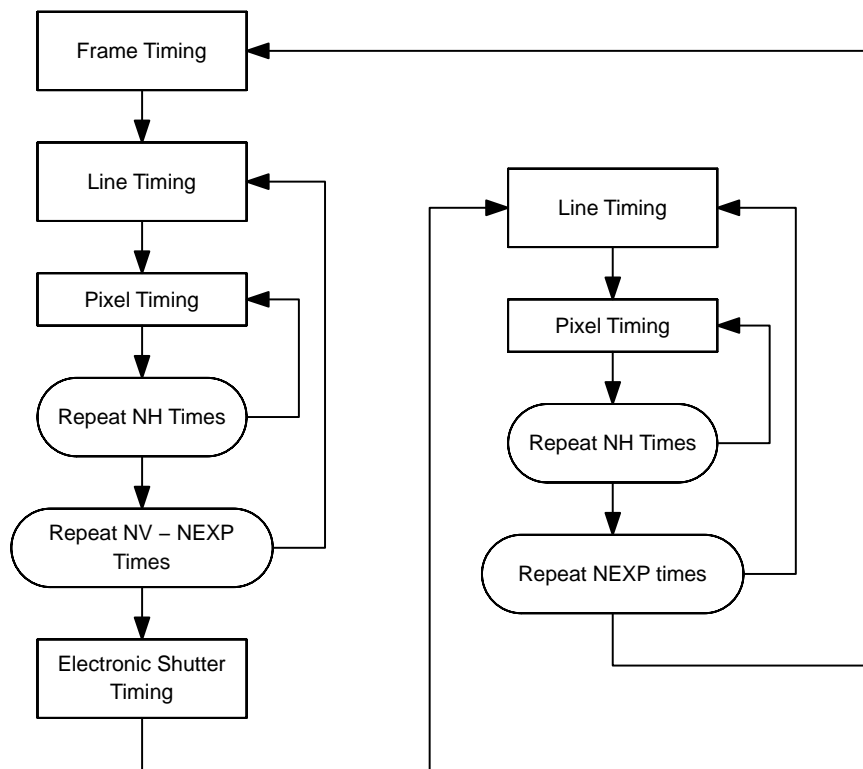 Frame Timing
Line Timing
Pixel Timing
Repeat NH Times
Repeat NV – NEXP
Times
Electronic Shutter
Timing
Line Timing
Pixel Timing
Repeat NH Times
Repeat NEXP times